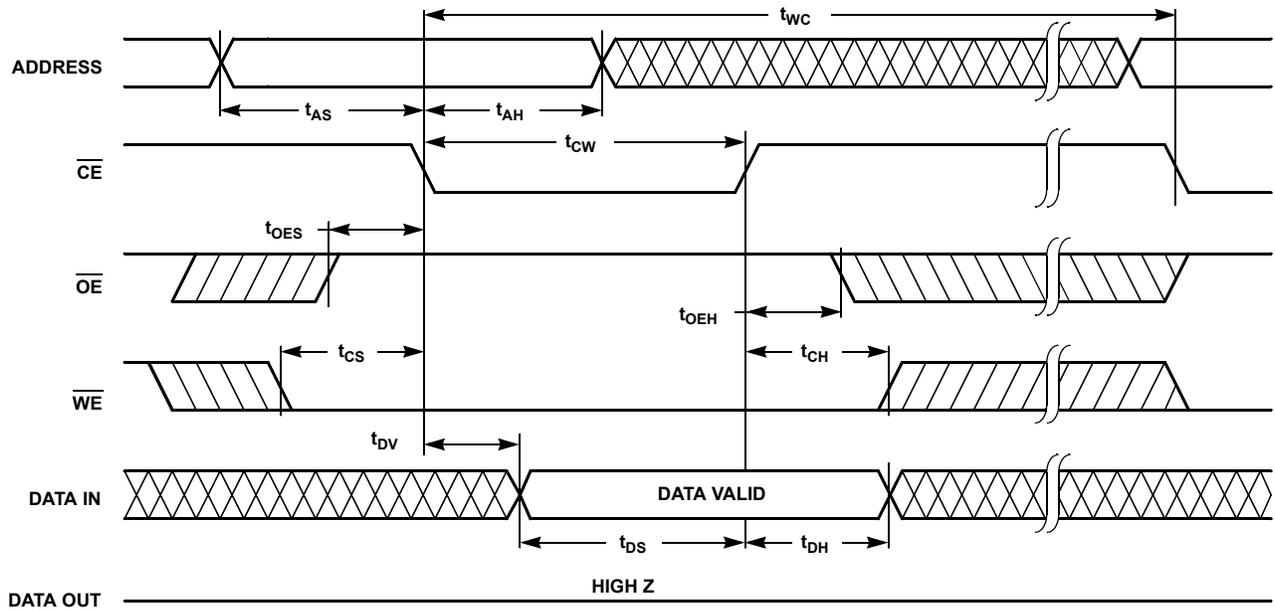 tWC
ADDRESS
tAS
tAH
tCW
CE
tOES
OE
tOEH
tCS
tCH
WE
tDV
DATA IN
DATA VALID
tDS
tDH
HIGH Z
DATA OUT